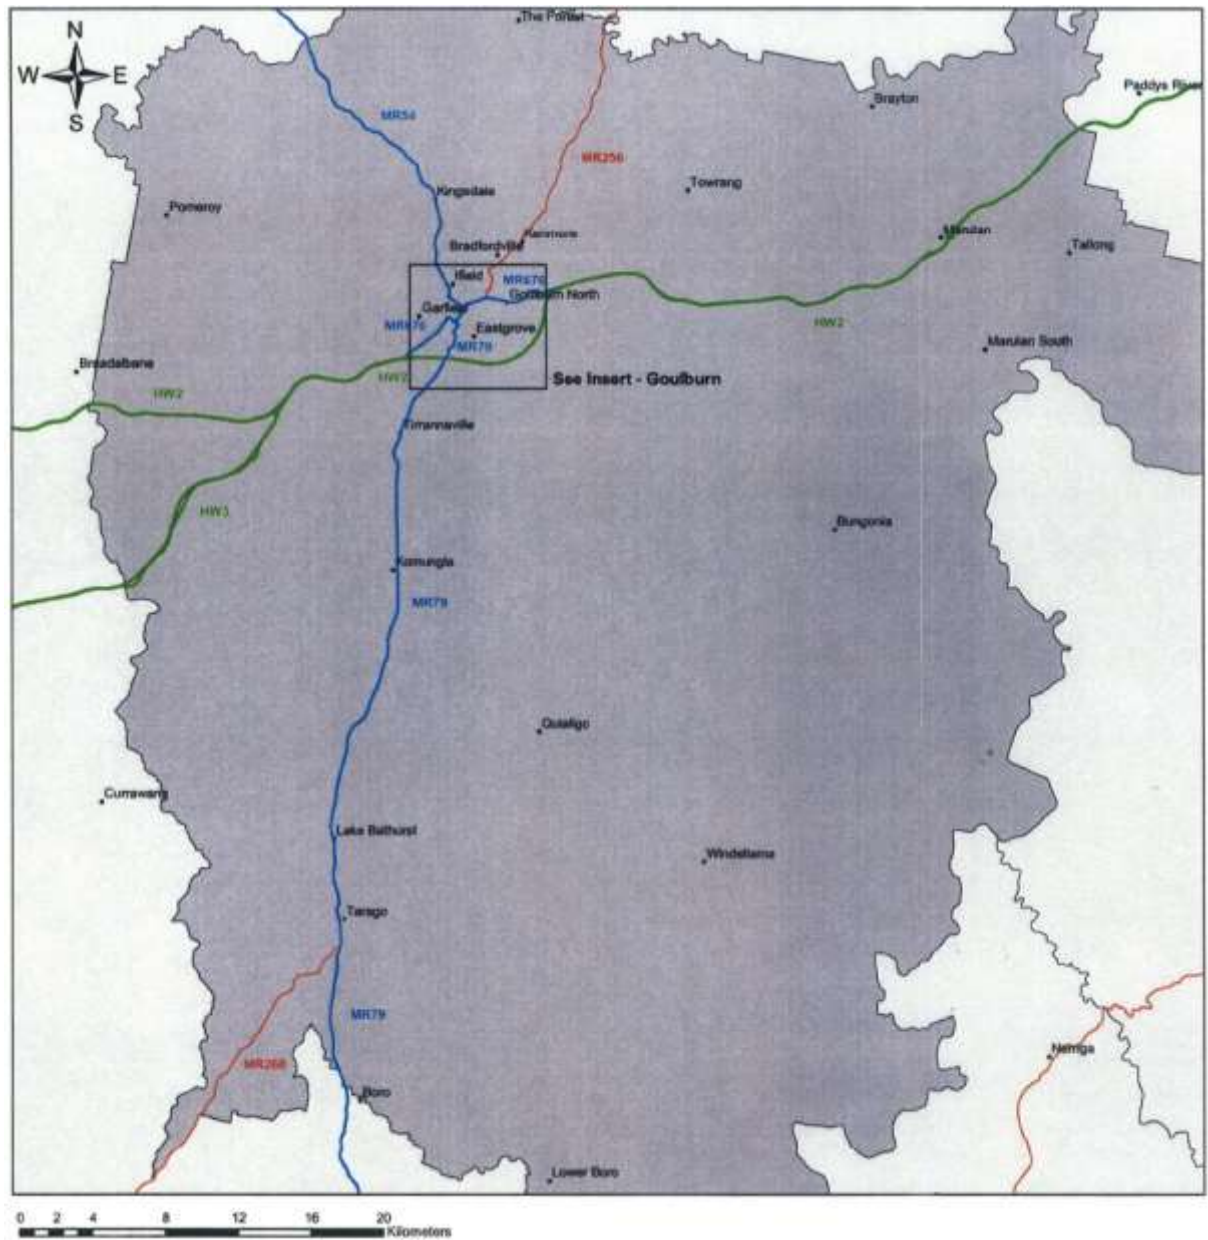 N
The Forest
W E
Paddys River
Brayton
MR54
S
MR256
Towrang
Kingsdale
Pomeroy
Kenmore
Marulan
Bradfordville
Tallong
Ifield
MR676
Goulburn North
Garfield
MR676
Eastgrove
HW2
MR79
Marulan South
Breadalbane
HW2
See Insert - Goulburn
HW2
Tirrannaville
HW3
Bungonia
Komungla
MR79
Quialigo
Currawang
Lake Bathurst
Windellama
Tarago
MR79
Nerriga
MR268
Boro
Lower Boro
0 2 4 8 12 16 20
Kilometers